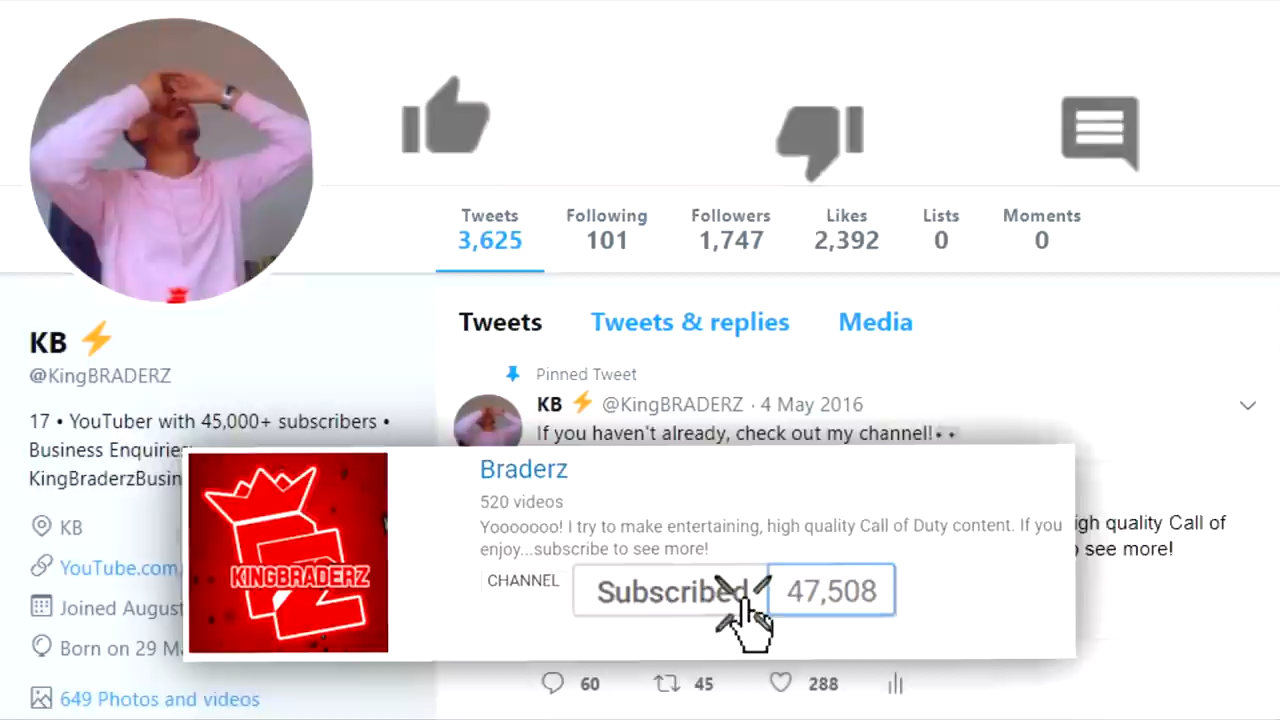 Tweets Following Followers Likes Lists Moments
3,625 101 1,747 2,392 0 0
Tweets Tweets & replies Media
Pinned Tweet
KB ⚡ @KingBRADERZ · 4 May 2016
If you haven't already, check out my channel!
KB ⚡
@KingBRADERZ
17 • YouTuber with 45,000+ subscribers •
Business Enquiries
KingBraderzBusin
KB
YouTube.com/
Joined August
Born on 29
649 Photos and videos
KINGBRADERZ
Braderz
520 videos
Yooooooo! I try to make entertaining, high quality Call of Duty content. If you
enjoy...subscribe to see more!
CHANNEL Subscribed 47,508
igh quality Call of
see more!
60 45 288